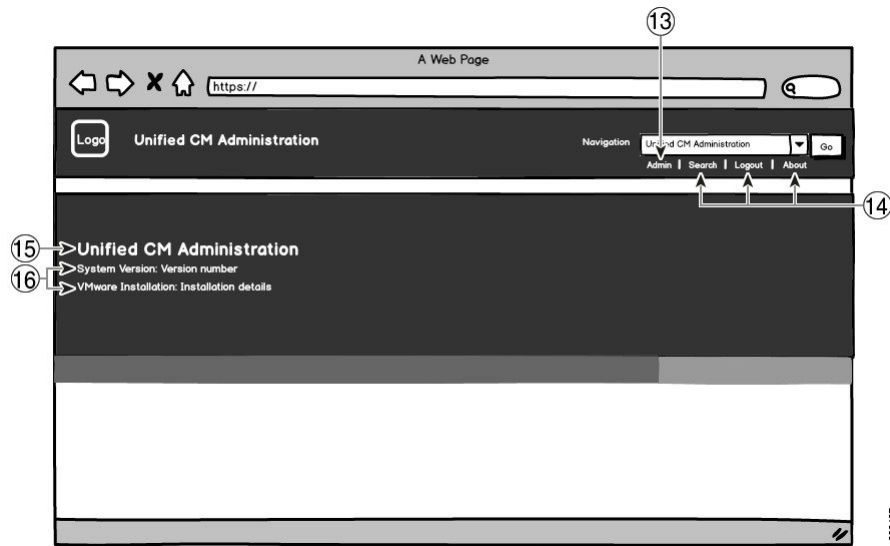 13
A Web Page
https://
Logo
Unified CM Administration
Navigation
Unified CM Administration
Go
Admin | Search | Logout | About
14
15
Unified CM Administration
16
System Version: Version number
VMware Installation: Installation details